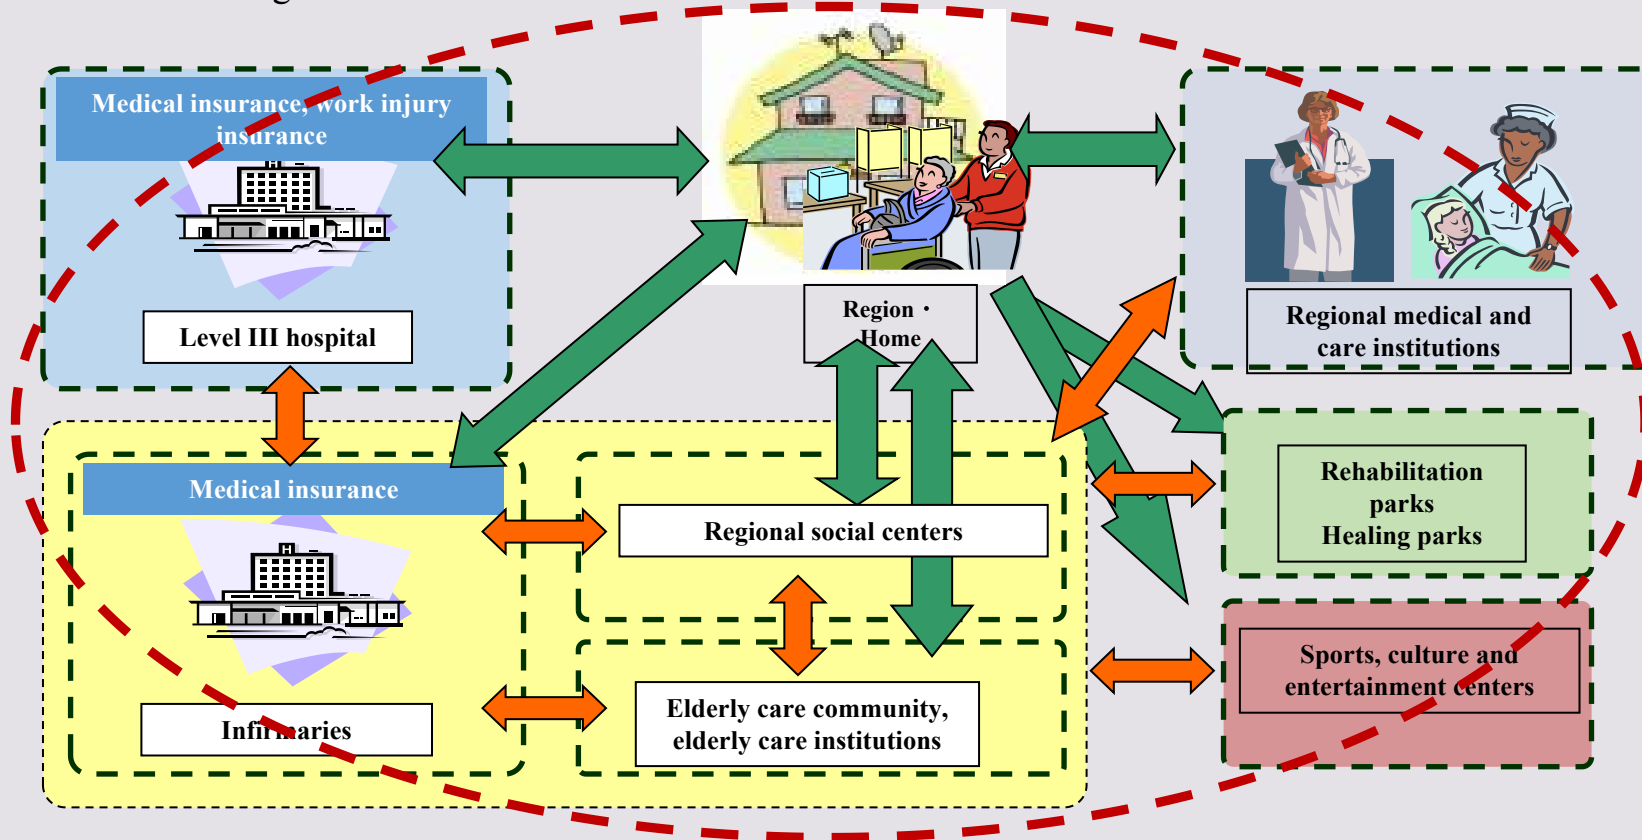 Medical insurance, work injury
insurance
Level III hospital
Region・
Home
Regional medical and
care institutions
Medical insurance
Infirmaries
Regional social centers
Elderly care community,
elderly care institutions
Rehabilitation
parks
Healing parks
Sports, culture and
entertainment centers